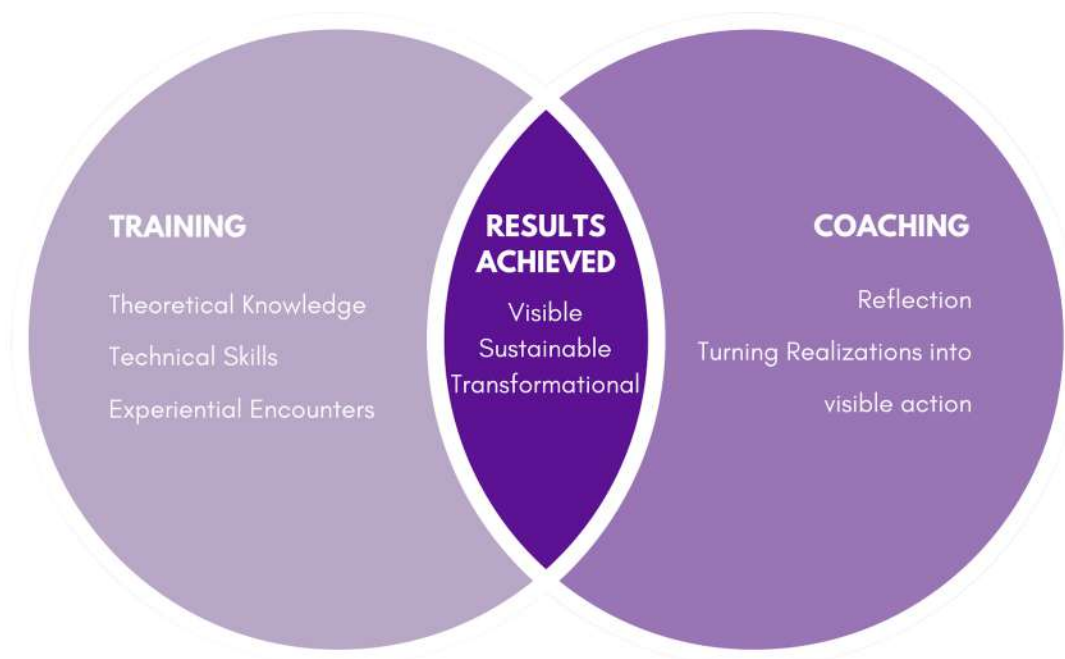 TRAINING
Theoretical Knowledge
Technical Skills
Experiential Encounters
RESULTS
ACHIEVED
Visible
Sustainable
Transformational
COACHING
Reflection
Turning Realizations into
visible action